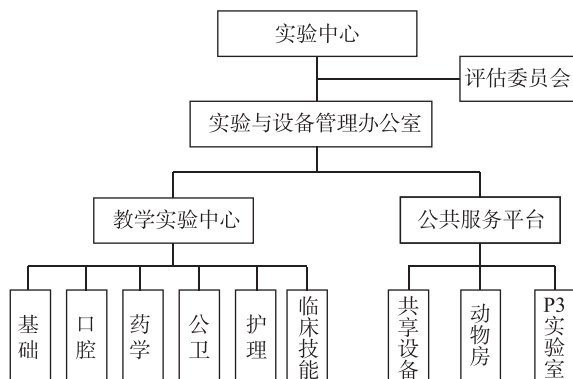 实验中心
评估委员会
实验与设备管理办公室
教学实验中心
公共服务平台
基础
口腔
药学
公卫
护理
临床技能
共享设备
动物房
P3实验室